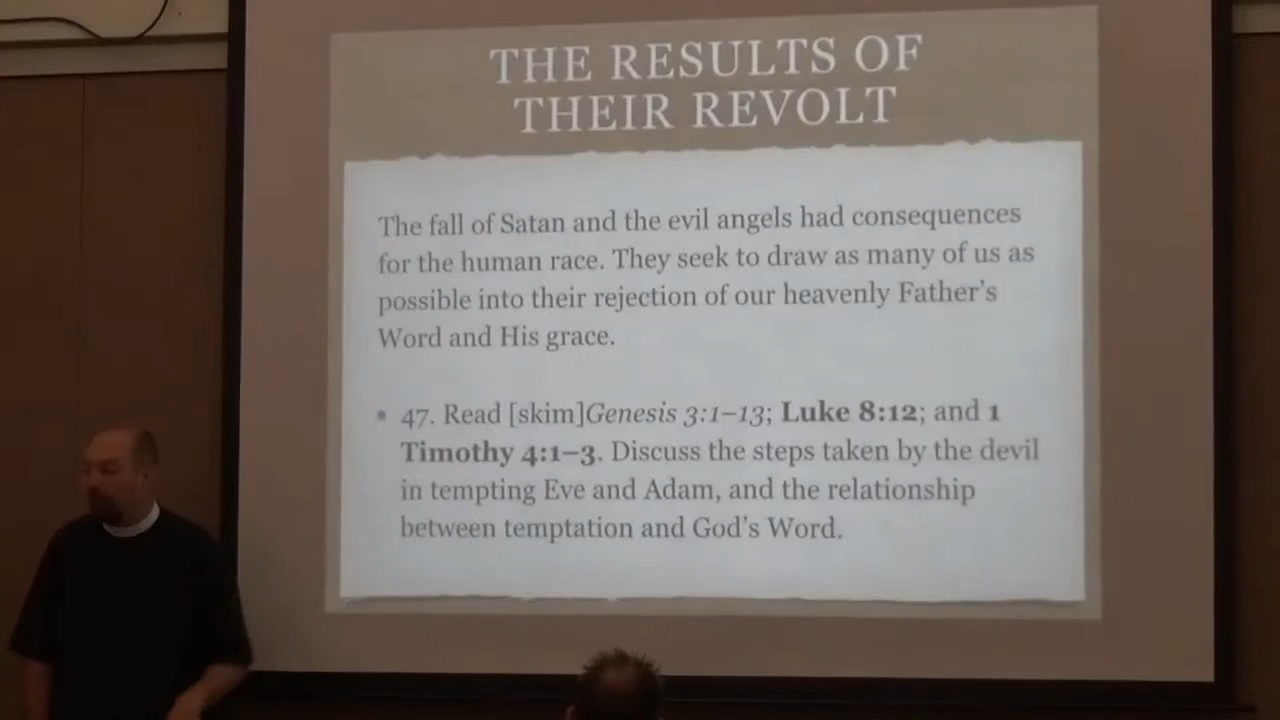 THE RESULTS OF
THEIR REVOLT
The fall of Satan and the evil angels had consequences
for the human race. They seek to draw as many of us as
possible into their rejection of our heavenly Father's
Word and His grace.
• 47. Read [skim]Genesis 3:1–13; Luke 8:12; and 1
Timothy 4:1–3. Discuss the steps taken by the devil
in tempting Eve and Adam, and the relationship
between temptation and God's Word.